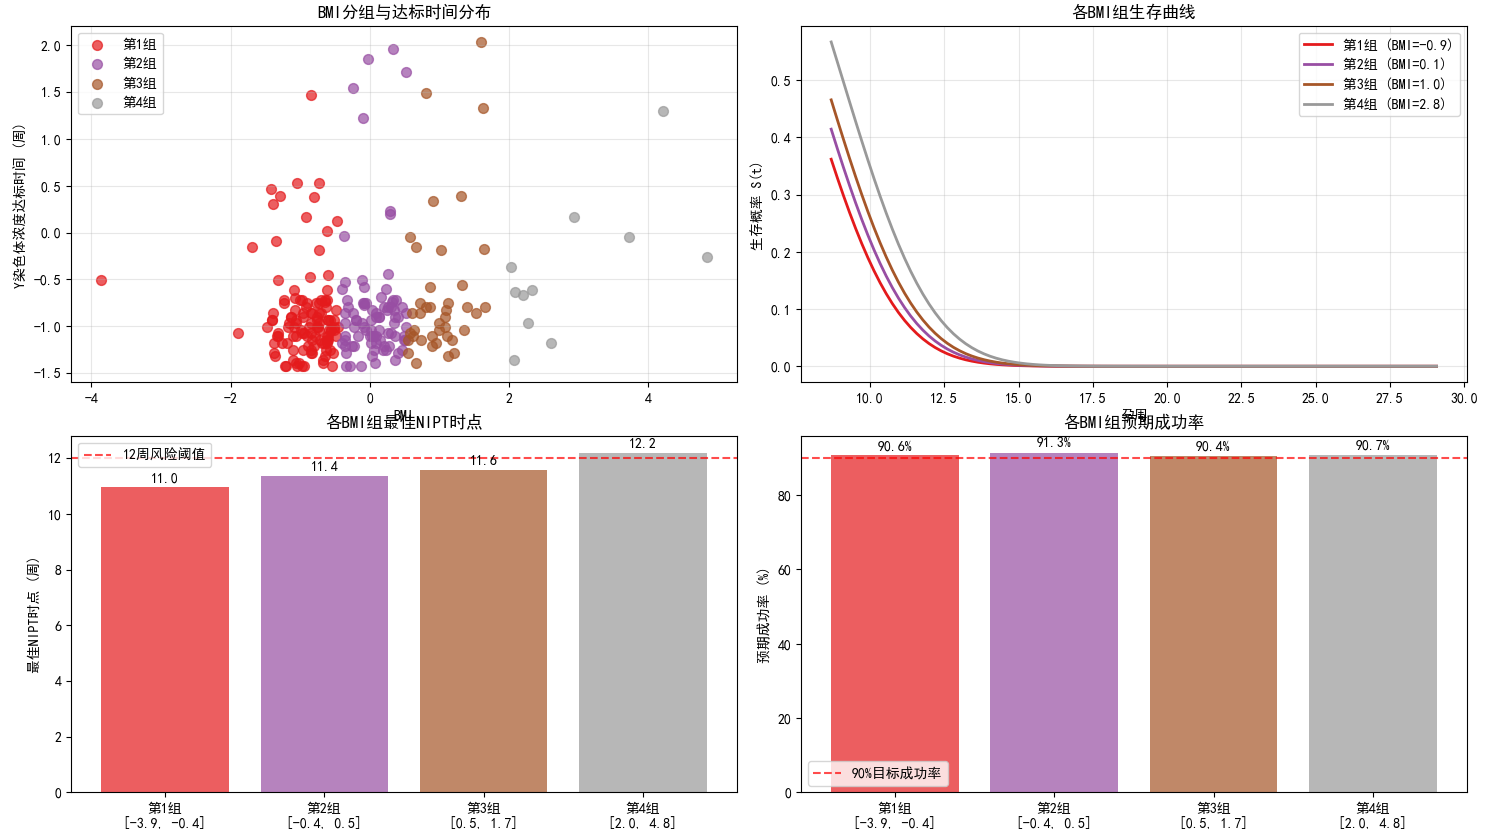 BMI分组与达标时间分布
第1组
第2组
第3组
第4组
Y染色体浓度达标时间 (周)
2.0
1.5
1.0
0.5
0.0
−0.5
−1.0
−1.5
−4
−2
0
2
4
BMI
各BMI组生存曲线
第1组 (BMI=-0.9)
第2组 (BMI=0.1)
第3组 (BMI=1.0)
第4组 (BMI=2.8)
生存概率 S(t)
0.5
0.4
0.3
0.2
0.1
0.0
10.0
12.5
15.0
17.5
20.0
22.5
25.0
27.5
30.0
孕周
各BMI组最佳NIPT时点
12周风险阈值
最佳NIPT时点 (周)
12
10
8
6
4
2
0
11.0
11.4
11.6
12.2
第1组
[-3.9, -0.4]
第2组
[-0.4, 0.5]
第3组
[0.5, 1.7]
第4组
[2.0, 4.8]
各BMI组预期成功率
90.6%
91.3%
90.4%
90.7%
预期成功率 (%)
80
60
40
20
0
90%目标成功率
第1组
[-3.9, -0.4]
第2组
[-0.4, 0.5]
第3组
[0.5, 1.7]
第4组
[2.0, 4.8]